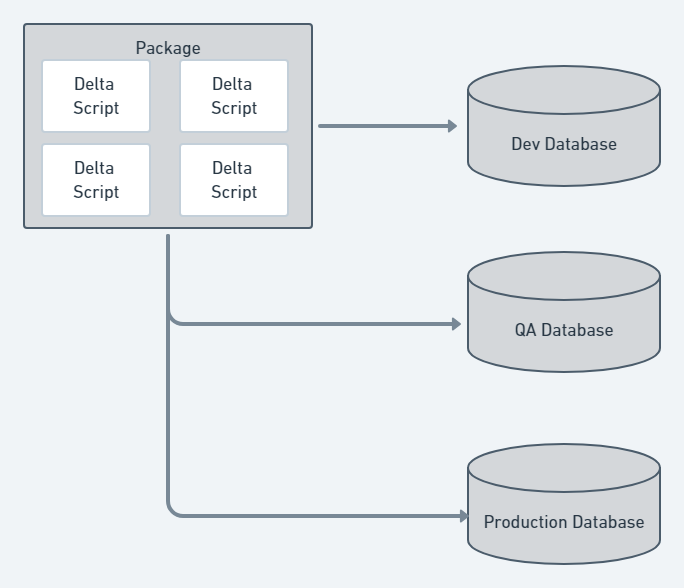 Package
Delta
Script
Delta
Script
Delta
Script
Delta
Script
Dev Database
QA Database
Production Database